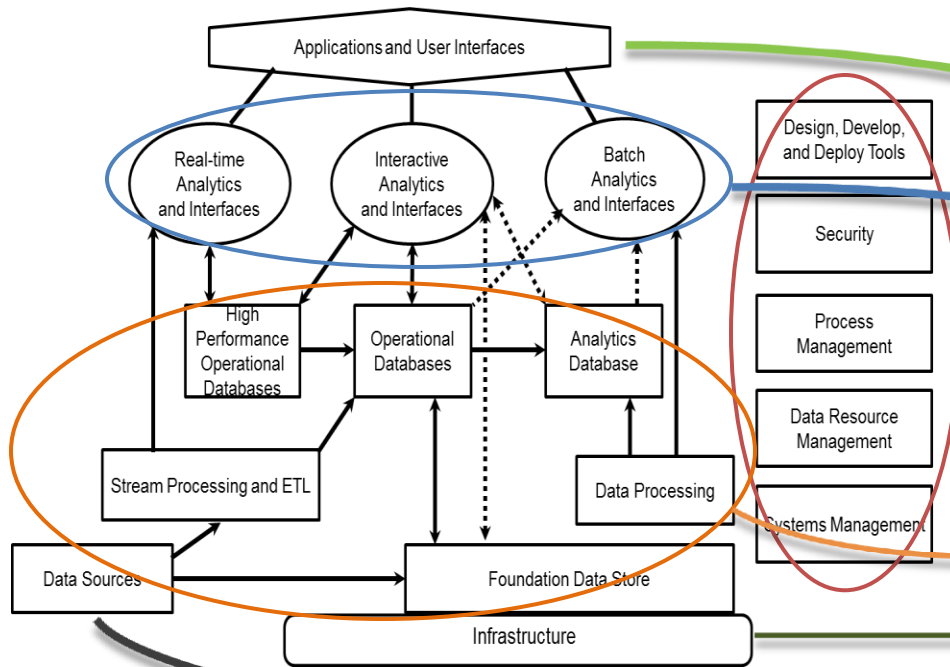 Applications and User Interfaces
Real-time
Analytics
and Interfaces
Interactive
Analytics
and Interfaces
Batch
Analytics
and Interfaces
Design, Develop,
and Deploy Tools
Security
High
Performance
Operational
Databases
Operational
Databases
Analytics
Database
Process
Management
Data Resource
Management
Stream Processing and ETL
Data Processing
Systems Management
Data Sources
Foundation Data Store
Infrastructure